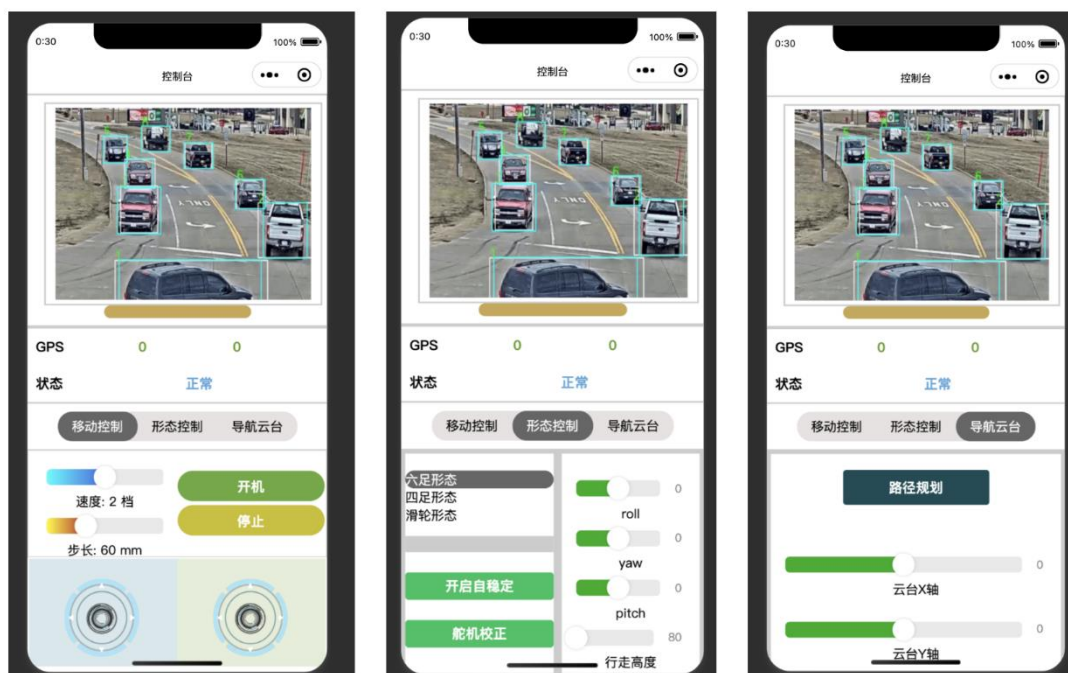 0:30
100%
控制台
GPS 0 0
状态 正常
移动控制 形态控制 导航云台
速度: 2 档
开机
步长: 60 mm
停止
0:30
100%
控制台
GPS 0 0
状态 正常
移动控制 形态控制 导航云台
六足形态
四足形态
滑轮形态
开启自稳定
舵机校正
0
roll
0
yaw
0
pitch
80
行走高度
0:30
100%
控制台
GPS 0 0
状态 正常
移动控制 形态控制 导航云台
路径规划
0
云台X轴
0
云台Y轴